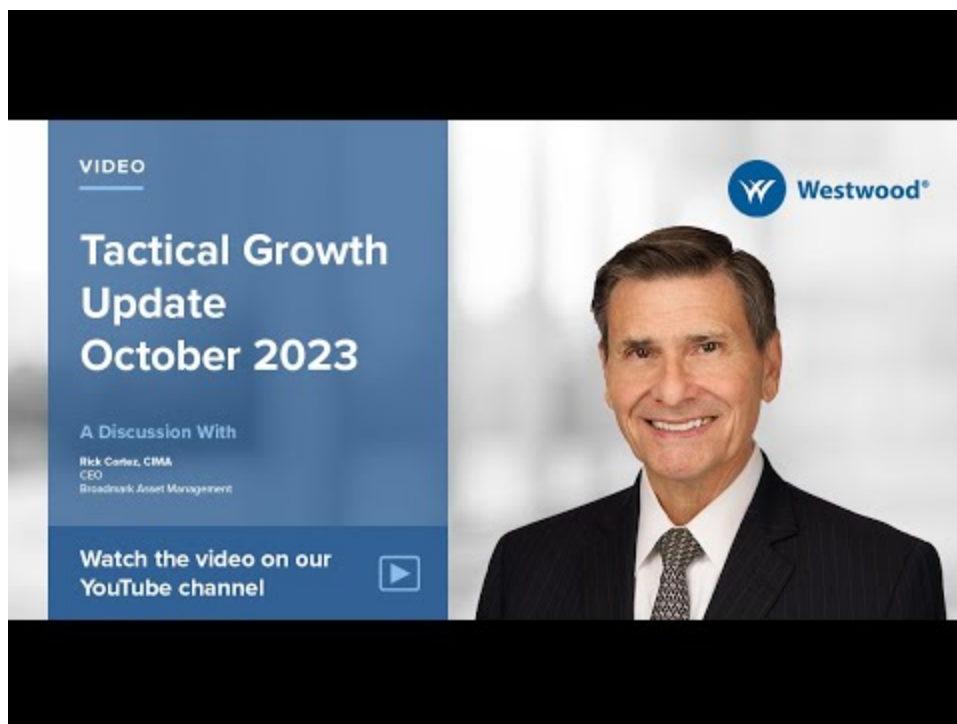 VIDEO
Tactical Growth
Update
October 2023
A Discussion With
Rick Cortez, CIMA
CEO
Broadmark Asset Management
Watch the video on our
YouTube channel
Westwood®